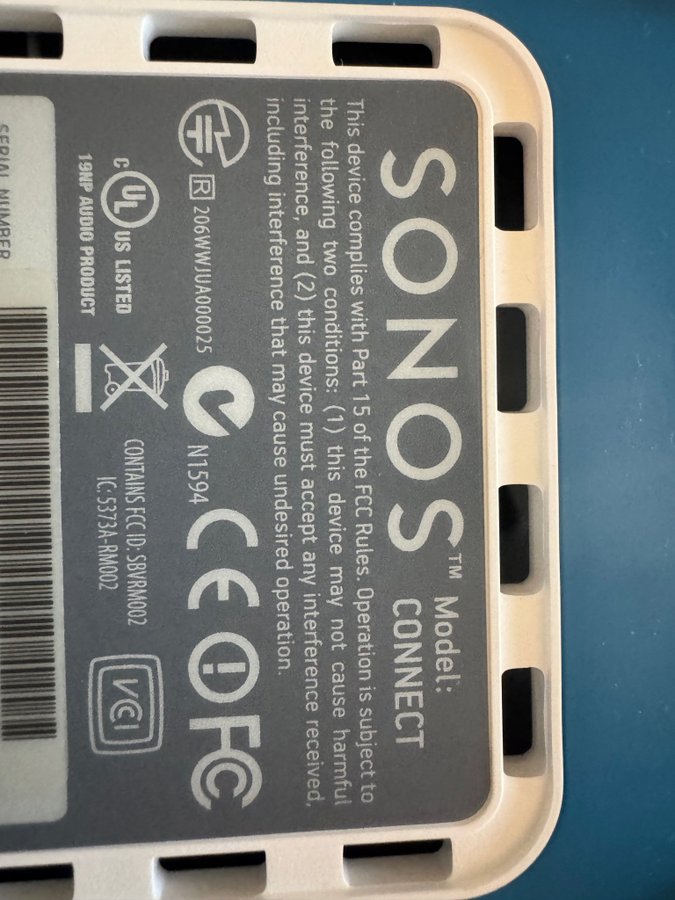 SONOS™ Model:
CONNECT
This device complies with Part 15 of the FCC Rules. Operation is subject to
the following two conditions: (1) this device may not cause harmful
interference, and (2) this device must accept any interference received,
including interference that may cause undesired operation.
R 206WWJUA000025
N1594
CE
FC
C UL US LISTED
19NP AUDIO PRODUCT
CONTAINS FCC ID: SBVRM002
IC: 5373A-RM002
VCI
SERIAL NUMBER